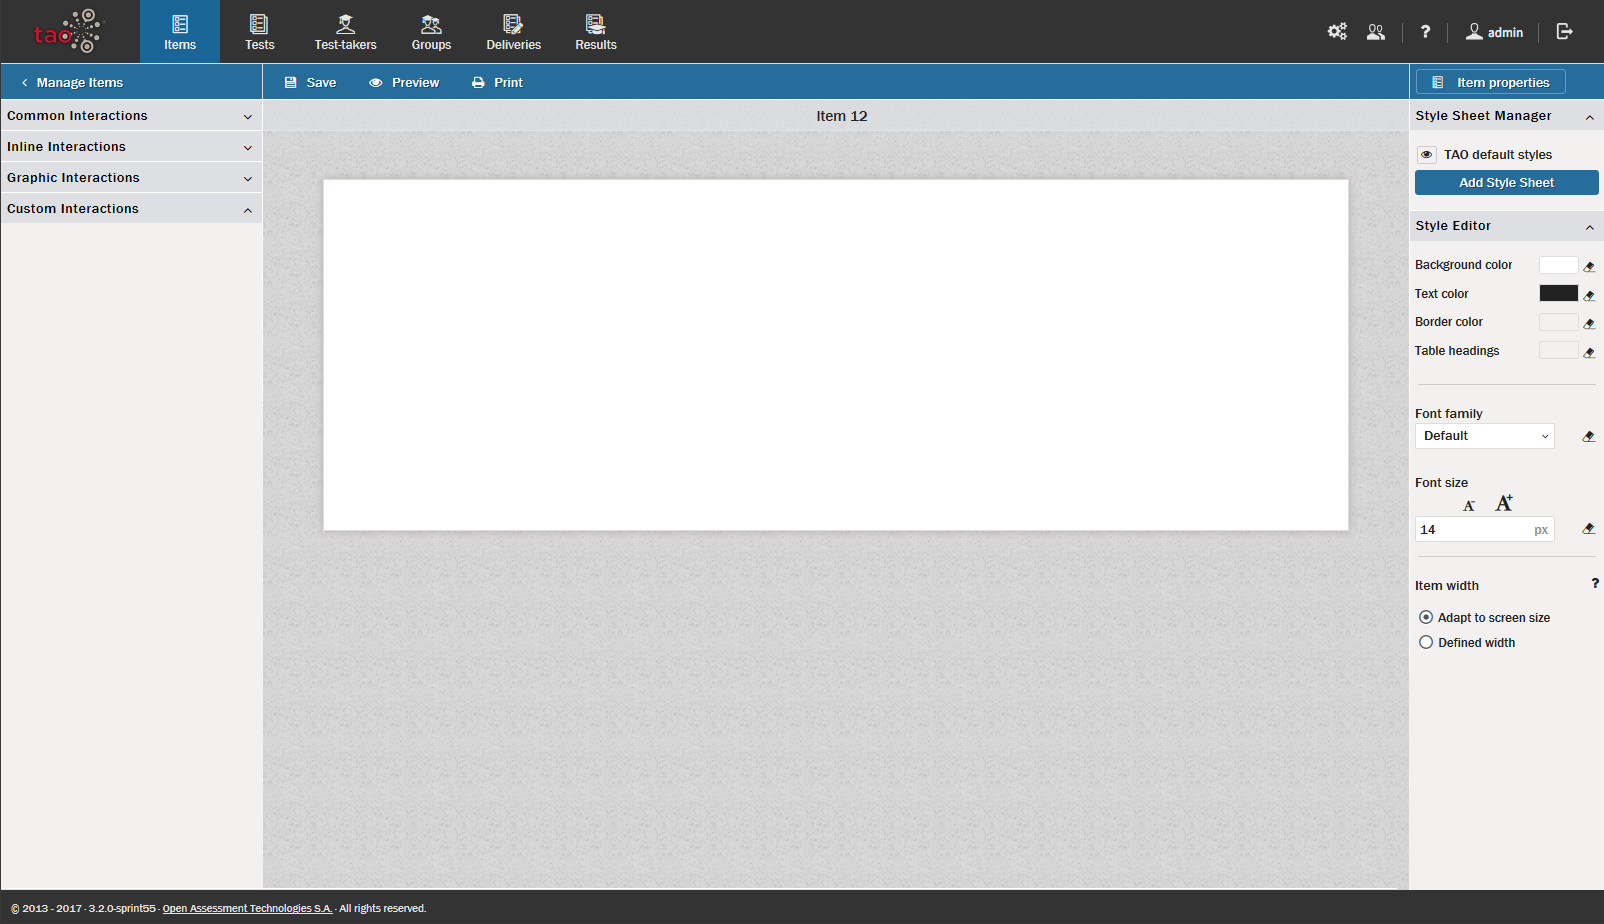 tao
Items
Tests
Test-takers
Groups
Deliveries
Results
?
admin
Manage Items
Save
Preview
Print
Item properties
Common Interactions
Inline Interactions
Graphic Interactions
Custom Interactions
Item 12
Style Sheet Manager
TAO default styles
Add Style Sheet
Style Editor
Background color
Text color
Border color
Table headings
Font family
Default
Font size
A- A+
14 px
Item width ?
Adapt to screen size
Defined width
© 2013 - 2017 · 3.2.0-sprint55 · Open Assessment Technologies S.A. · All rights reserved.